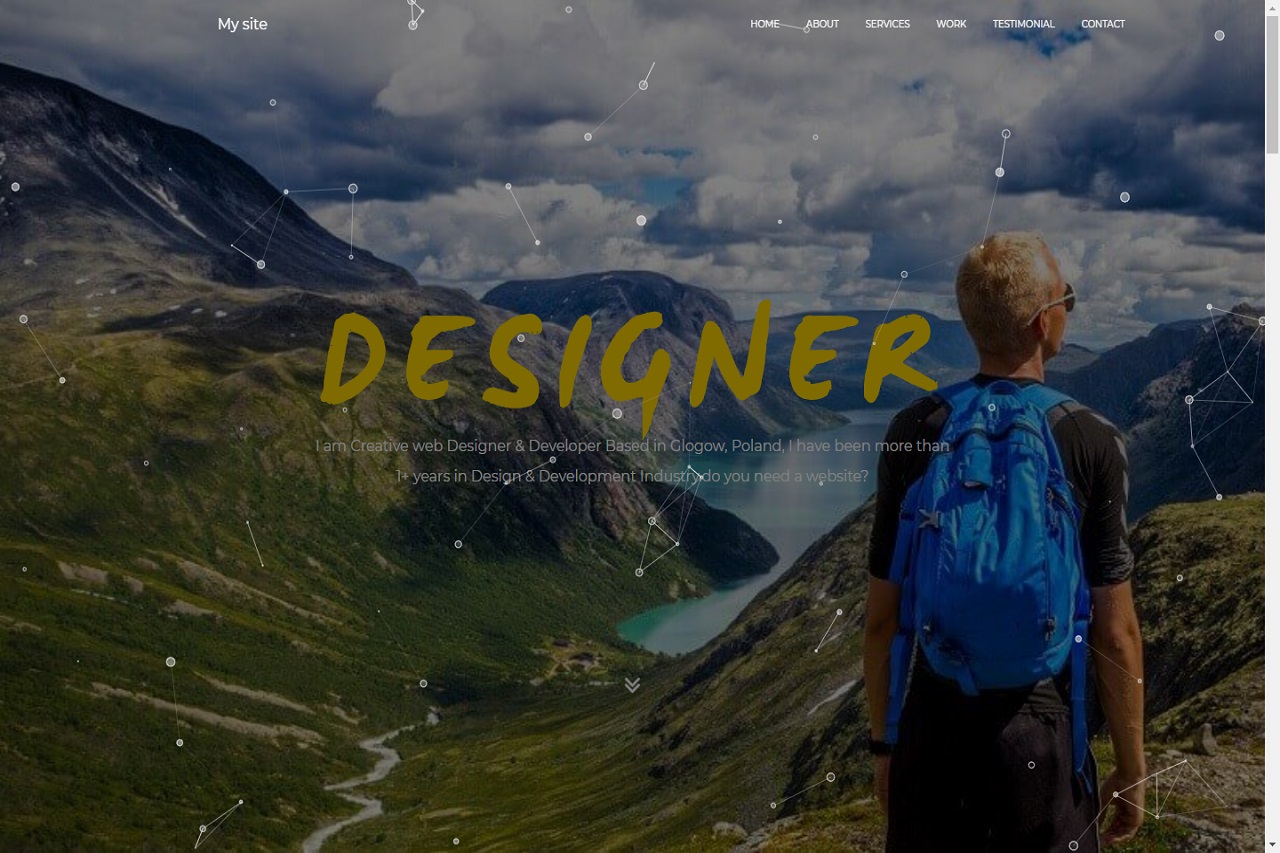 My site
HOME ABOUT SERVICES WORK TESTIMONIAL CONTACT
DESIGNER
I am Creative web Designer & Developer Based in Glogow, Poland, I have been more than
1+ years in Design & Development Industry do you need a website?